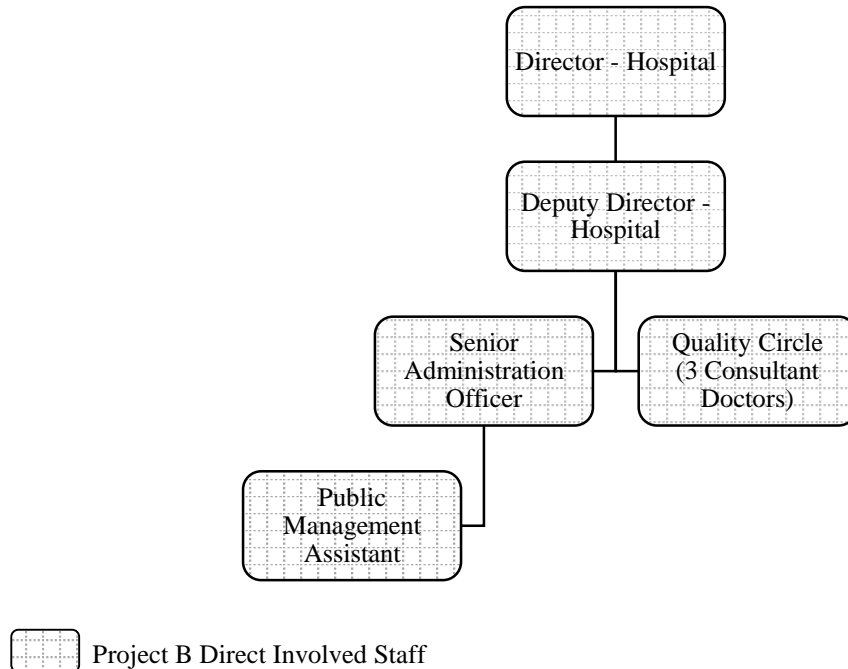 Director - Hospital
Deputy Director -
Hospital
Senior
Administration
Officer
Quality Circle
(3 Consultant
Doctors)
Public
Management
Assistant
Project B Direct Involved Staff